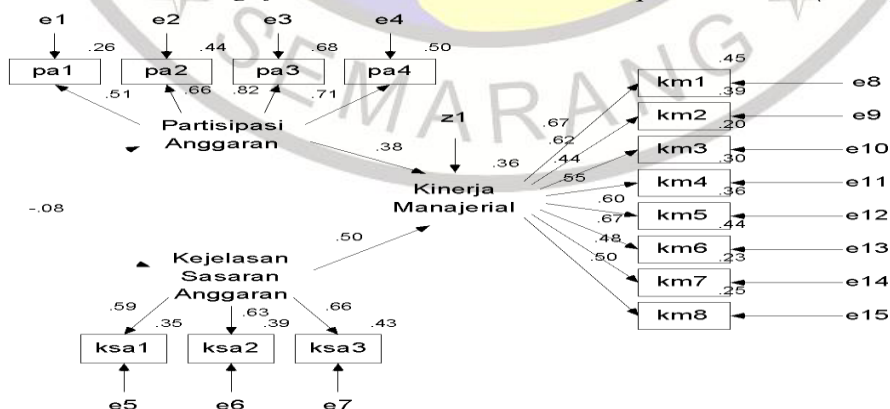 e1 e2 e3 e4
.26 .44 .68 .50
pa1 pa2 pa3 pa4
.51 .66 .82 .71
SEMARANG
Partisipasi
Anggaran
z1
.38
.36
Kinerja
Manajerial
-.08
.50
Kejelasan
Sasaran
Anggaran
.59 .63 .66
.35 .39 .43
ksa1 ksa2 ksa3
e5 e6 e7
.67
.62
.44
.55
.60
.67
.48
.50
.45
km1 e8
.39
km2 e9
.20
km3 e10
.30
km4 e11
.36
km5 e12
.44
km6 e13
.23
km7 e14
.25
km8 e15